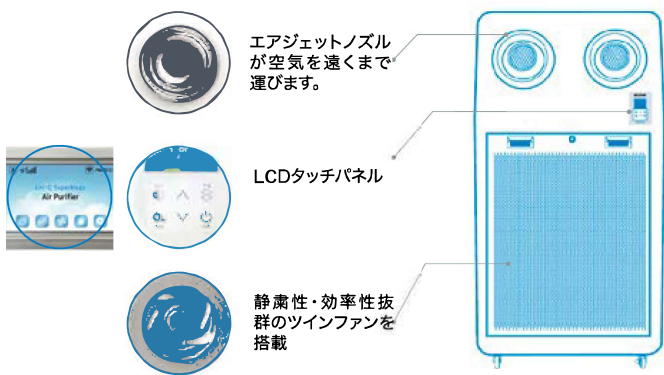 エアジェットノズル
が空気を遠くまで
運びます。
LCDタッチパネル
Air Purifier
静粛性・効率性抜
群のツインファンを
搭載